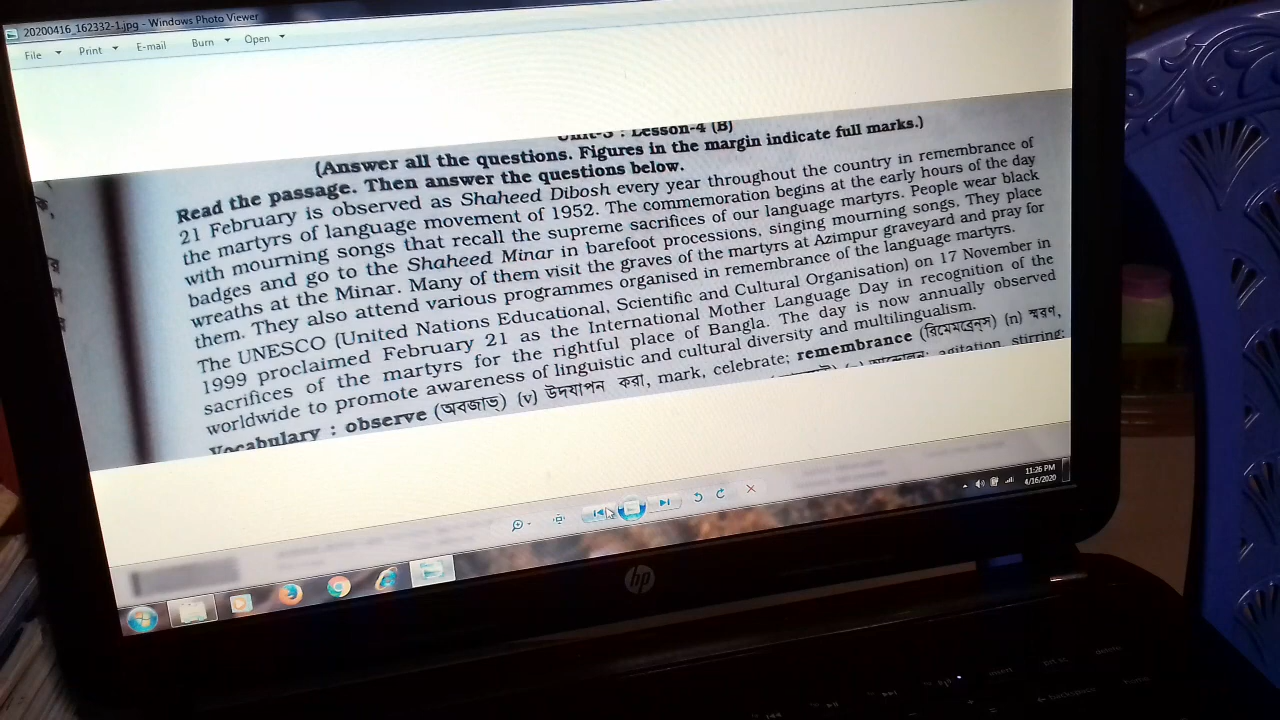 20200416_162332-1.jpg - Windows Photo Viewer
File Print E-mail Burn Open
Unit-3 : Lesson-4 (B)
(Answer all the questions. Figures in the margin indicate full marks.)
Read the passage. Then answer the questions below.
21 February is observed as Shaheed Dibosh every year throughout the country in remembrance of
the martyrs of language movement of 1952. The commemoration begins at the early hours of the day
with mourning songs that recall the supreme sacrifices of our language martyrs. People wear black
badges and go to the Shaheed Minar in barefoot processions, singing mourning songs. They place
wreaths at the Minar. Many of them visit the graves of the martyrs at Azimpur graveyard and pray for
them. They also attend various programmes organised in remembrance of the language martyrs.
The UNESCO (United Nations Educational, Scientific and Cultural Organisation) on 17 November in
1999 proclaimed February 21 as the International Mother Language Day in recognition of the
sacrifices of the martyrs for the rightful place of Bangla. The day is now annually observed
worldwide to promote awareness of linguistic and cultural diversity and multilingualism.
Vocabulary : observe (অবজাভ্) (v) উদযাপন করা, mark, celebrate; remembrance (রিমেমব্রেন্স) (n) স্মরণ,
agitation, stirring;
11:26 PM
4/16/2020
hp